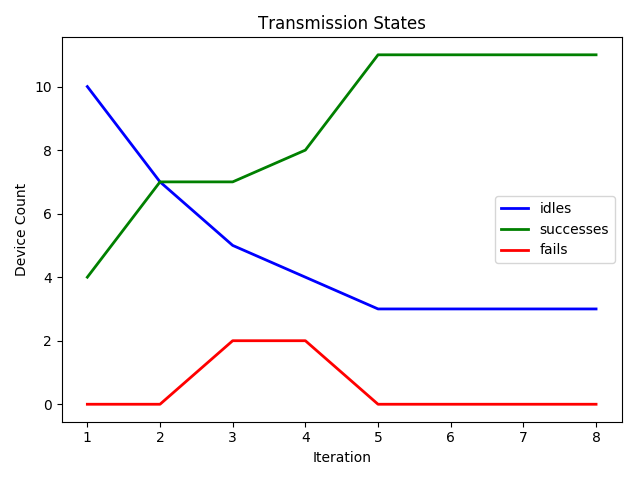 Transmission States
Device Count
10
8
6
4
2
0
idles
successes
fails
1 2 3 4 5 6 7 8
Iteration